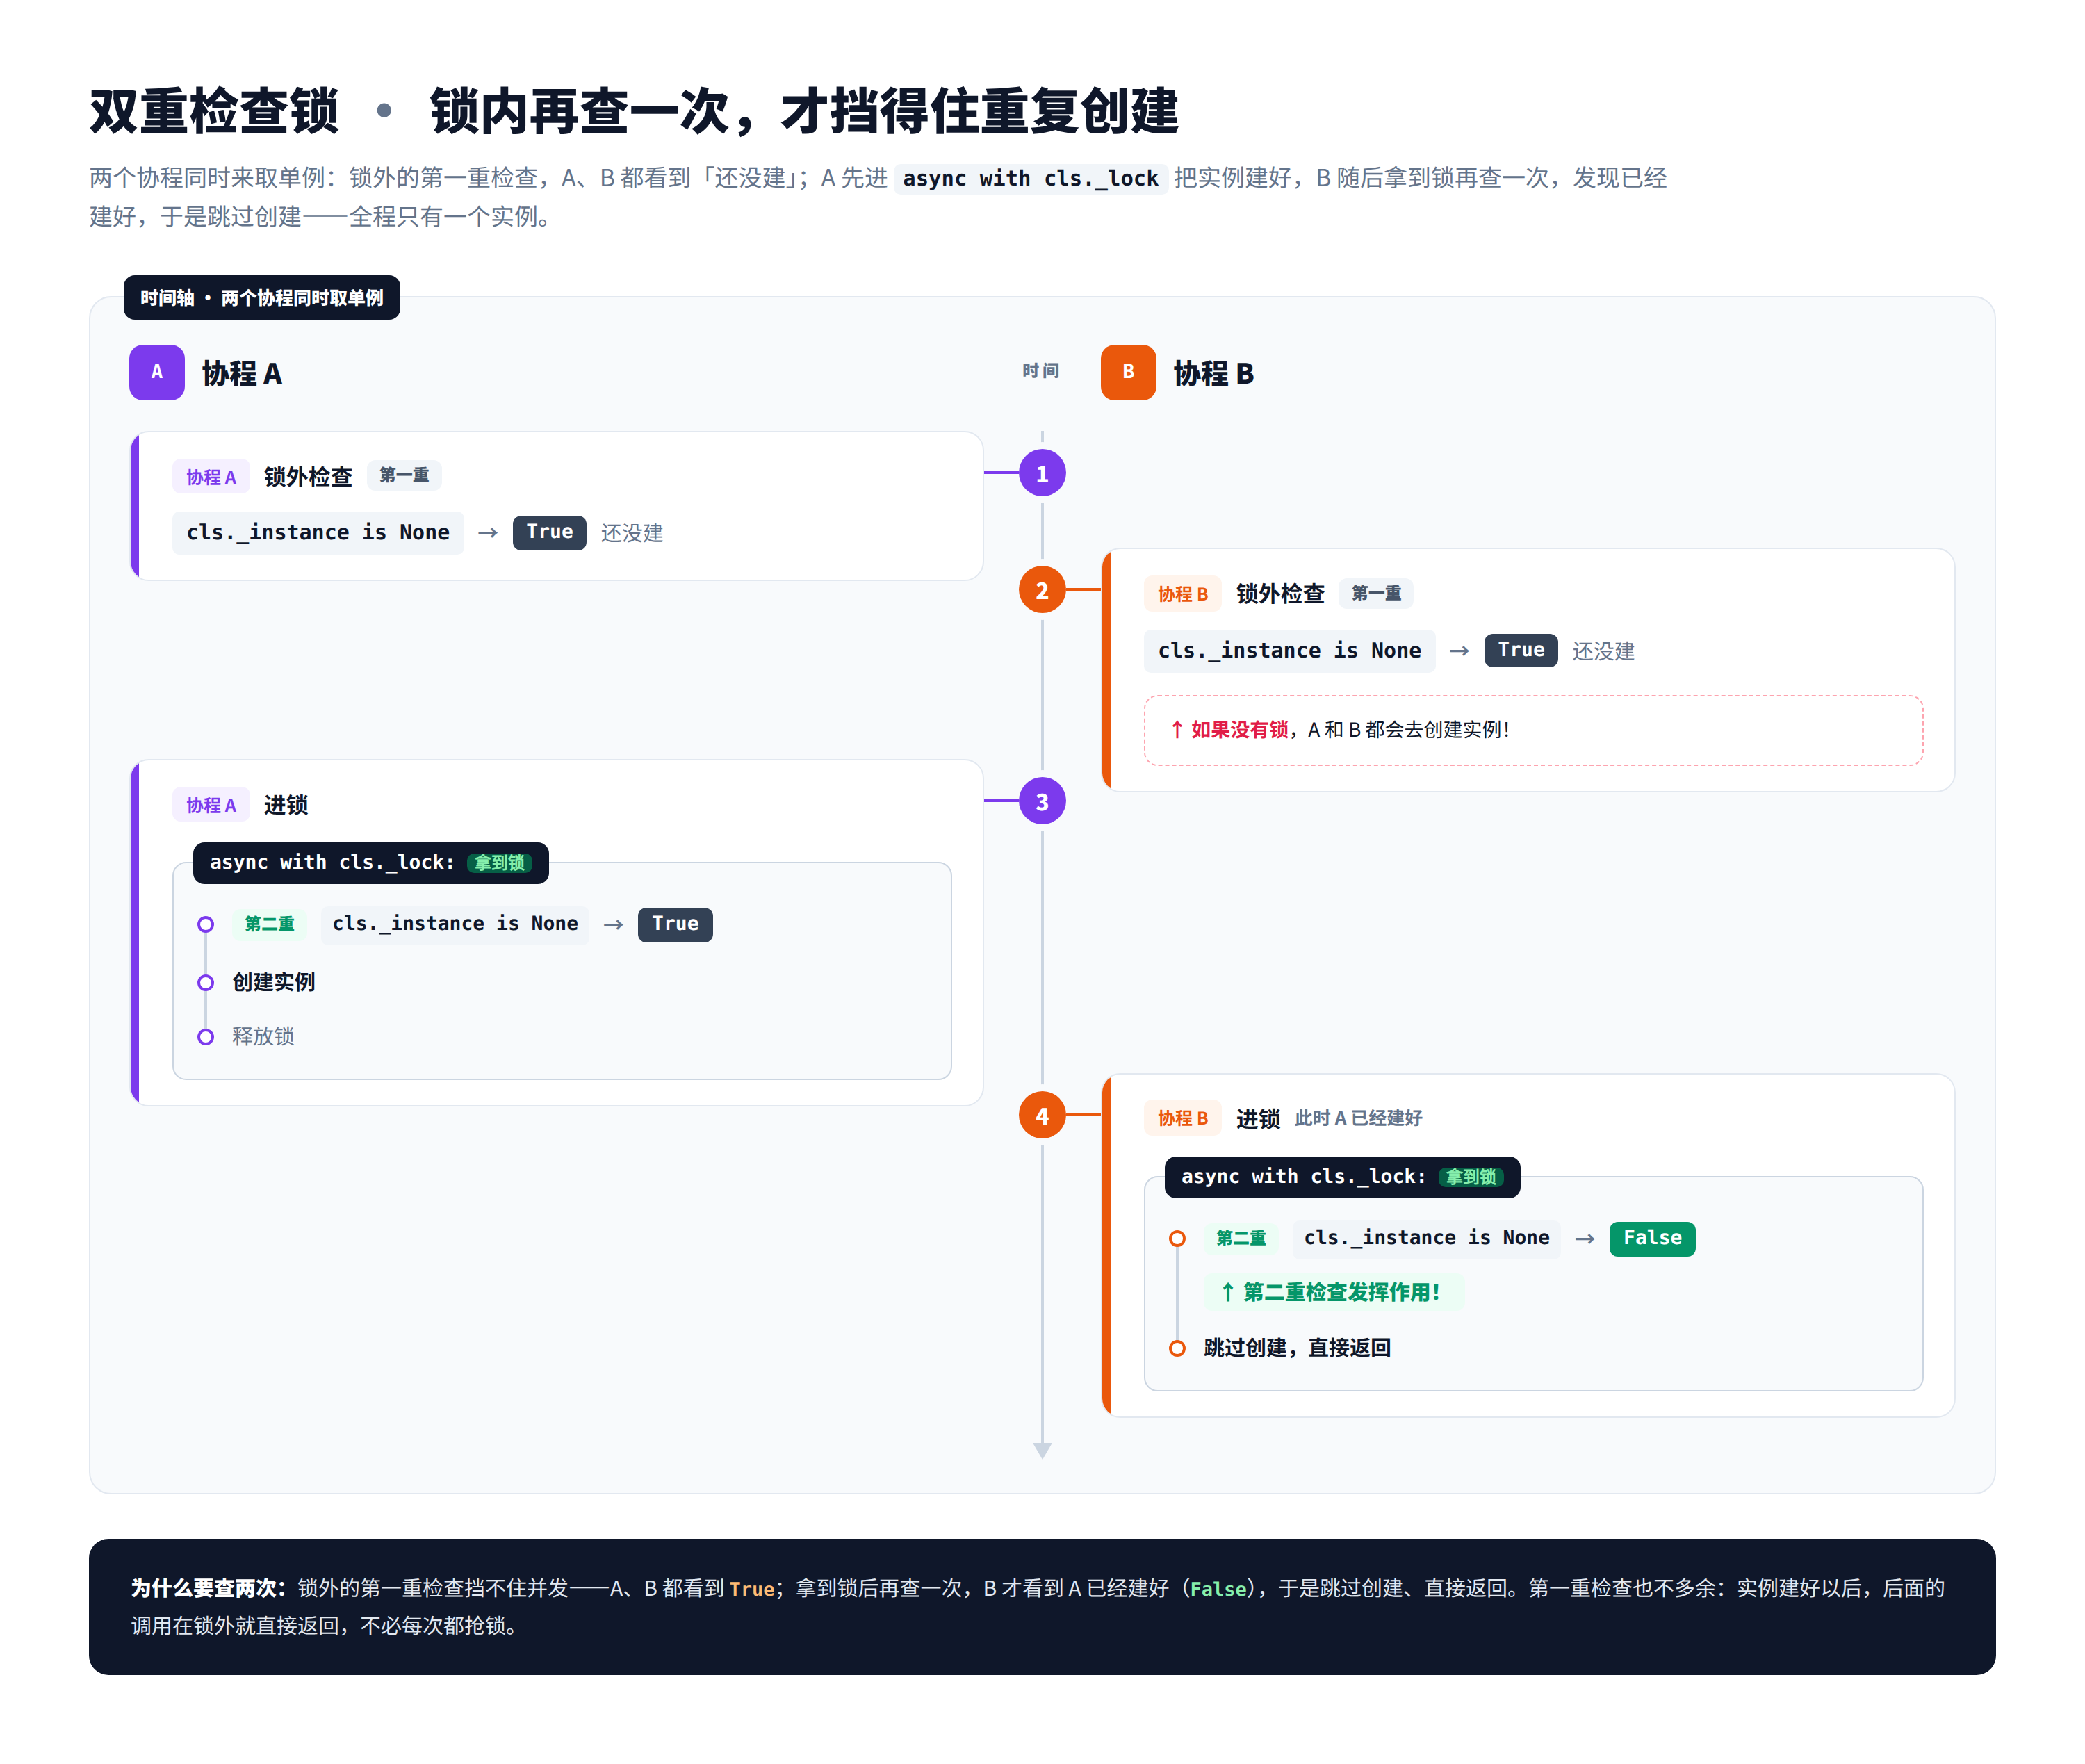 双重检查锁 • 锁内再查一次，才挡得住重复创建
两个协程同时来取单例：锁外的第一重检查，A、B 都看到「还没建」；A 先进 async with cls._lock 把实例建好，B 随后拿到锁再查一次，发现已经
建好，于是跳过创建——全程只有一个实例。
时间轴 • 两个协程同时取单例
A 协程 A
时间
B 协程 B
1
协程 A 锁外检查 第一重
cls._instance is None → True 还没建
2
协程 B 锁外检查 第一重
cls._instance is None → True 还没建
↑ 如果没有锁，A 和 B 都会去创建实例！
3
协程 A 进锁
async with cls._lock: 拿到锁
第二重 cls._instance is None → True
创建实例
释放锁
4
协程 B 进锁 此时 A 已经建好
async with cls._lock: 拿到锁
第二重 cls._instance is None → False
↑ 第二重检查发挥作用！
跳过创建，直接返回
为什么要查两次：锁外的第一重检查挡不住并发——A、B 都看到 True；拿到锁后再查一次，B 才看到 A 已经建好（False），于是跳过创建、直接返回。第一重检查也不多余：实例建好以后，后面的
调用在锁外就直接返回，不必每次都抢锁。